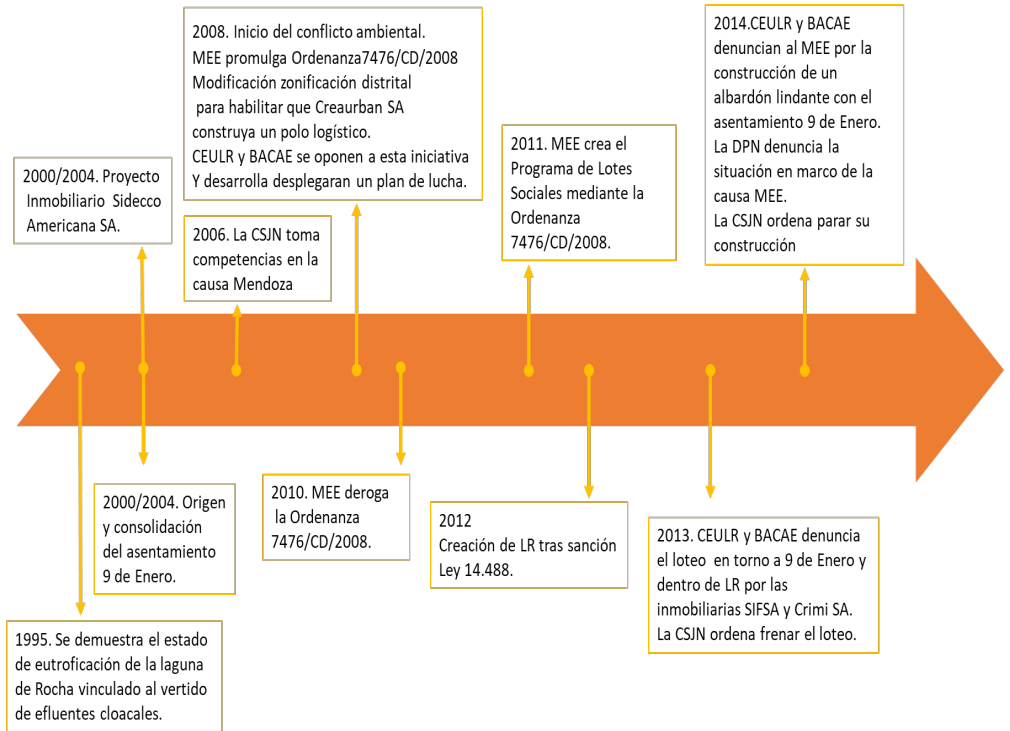 2008. Inicio del conflicto ambiental.
MEE promulga Ordenanza7476/CD/2008
Modificación zonificación distrital
para habilitar que Creaurban SA
construya un polo logístico.
CEULR y BACAE se oponen a esta iniciativa
Y desarrolla desplegaran un plan de lucha.
2014.CEULR y BACAE
denuncian al MEE por la
construcción de un
albardón lindante con el
asentamiento 9 de Enero.
La DPN denuncia la
situación en marco de la
causa MEE.
La CSJN ordena parar su
construcción
2011. MEE crea el
Programa de Lotes
Sociales mediante la
Ordenanza
7476/CD/2008.
2000/2004. Proyecto
Inmobiliario Sidecco
Americana SA.
2006. La CSJN toma
competencias en la
causa Mendoza
2000/2004. Origen
y consolidación
del asentamiento
9 de Enero.
2010. MEE deroga
la Ordenanza
7476/CD/2008.
2012
Creación de LR tras sanción
Ley 14.488.
2013. CEULR y BACAE denuncia
el loteo en torno a 9 de Enero y
dentro de LR por las
inmobiliarias SIFSA y Crimi SA.
La CSJN ordena frenar el loteo.
1995. Se demuestra el estado
de eutroficación de la laguna
de Rocha vinculado al vertido
de efluentes cloacales.